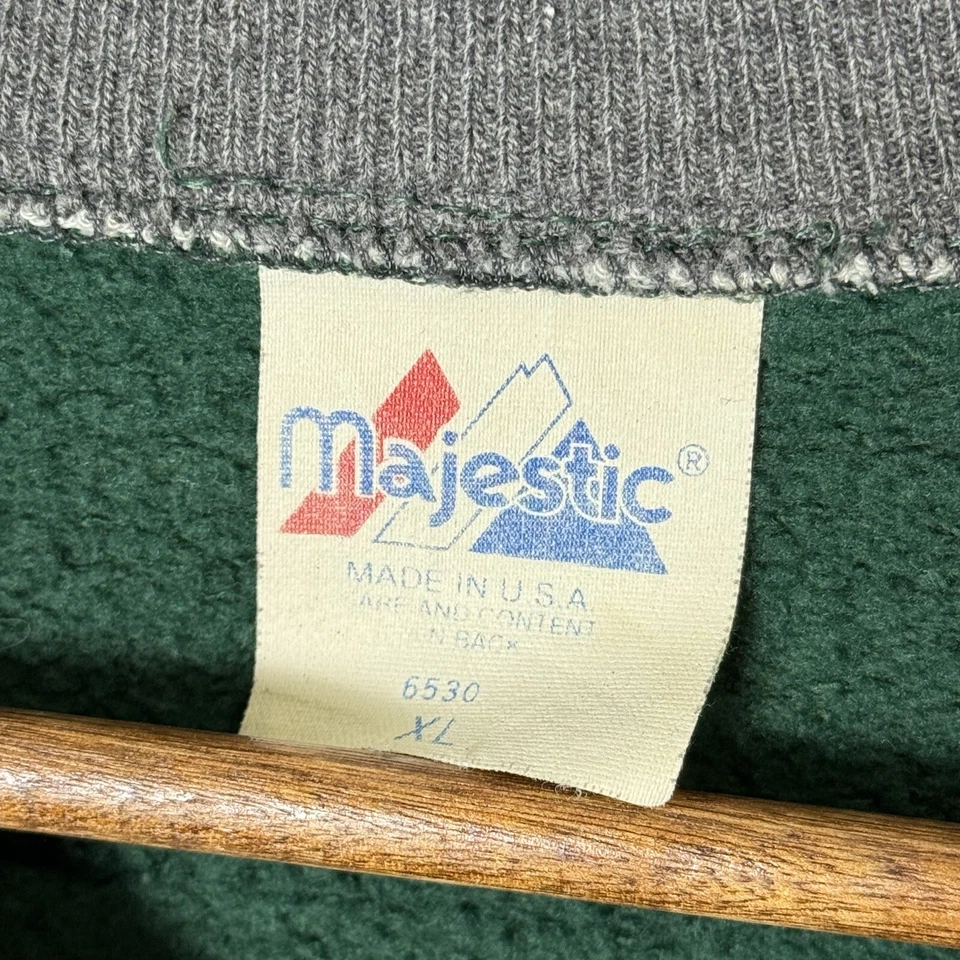 Majestic®
MADE IN U.S.A.
CARE AND CONTENT
ON BACK
6530
XL